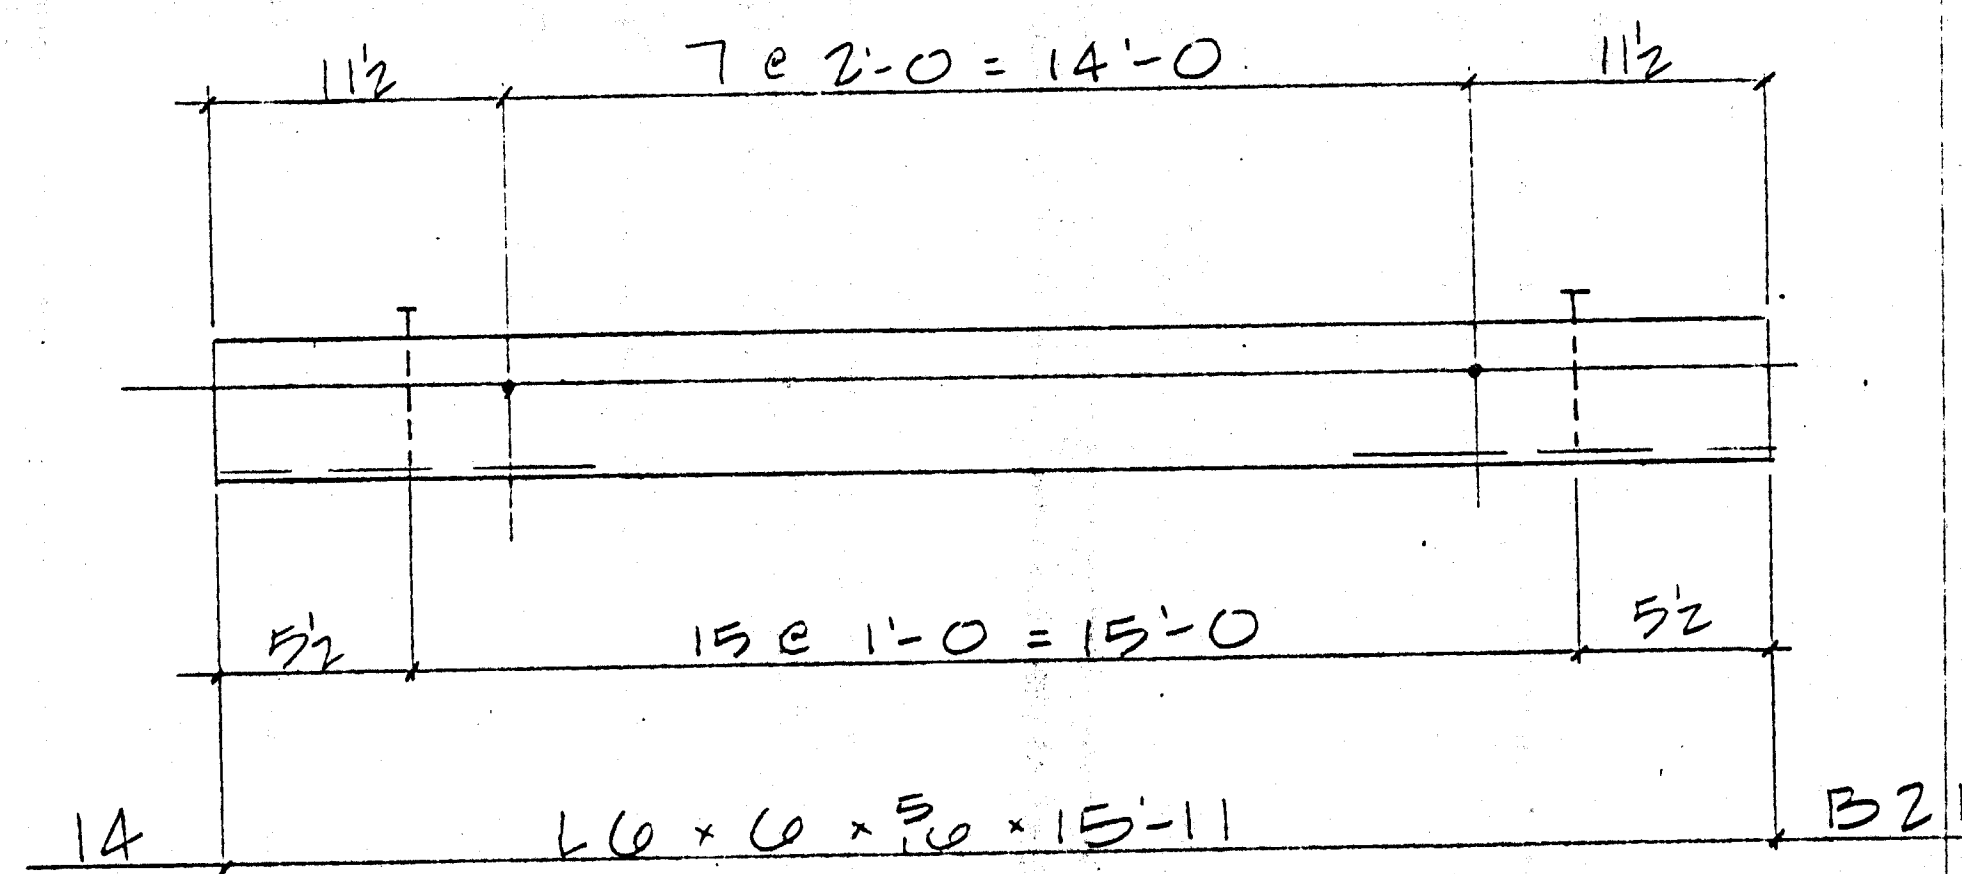 11½ 7 @ 2'-0 = 14'-0 11½
5½ 15 @ 1'-0 = 15'-0 5½
14 L6 × 6 × 5/16 × 15'-11 B2